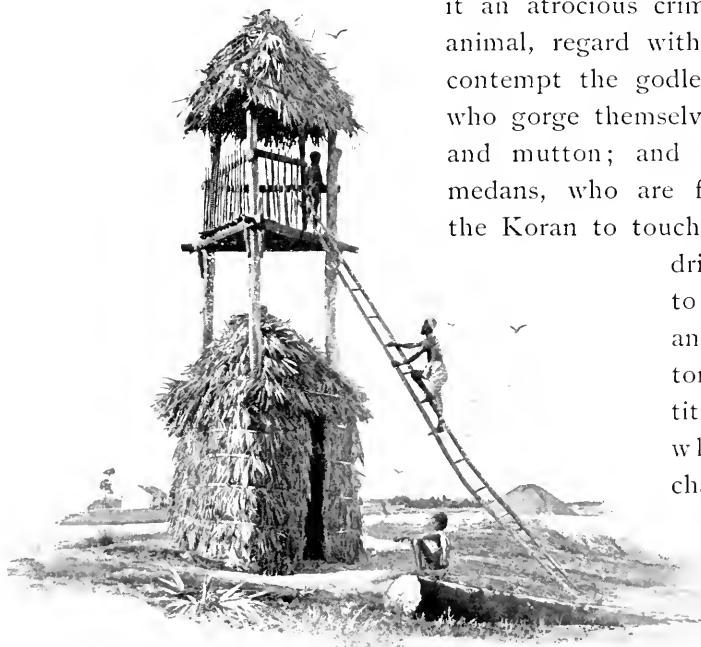 it an atrocious crim
animal, regard with
contempt the godle
who gorge themselv
and mutton; and
medans, who are f
the Koran to touch
dri
to
an
tor
tit
wh
cha